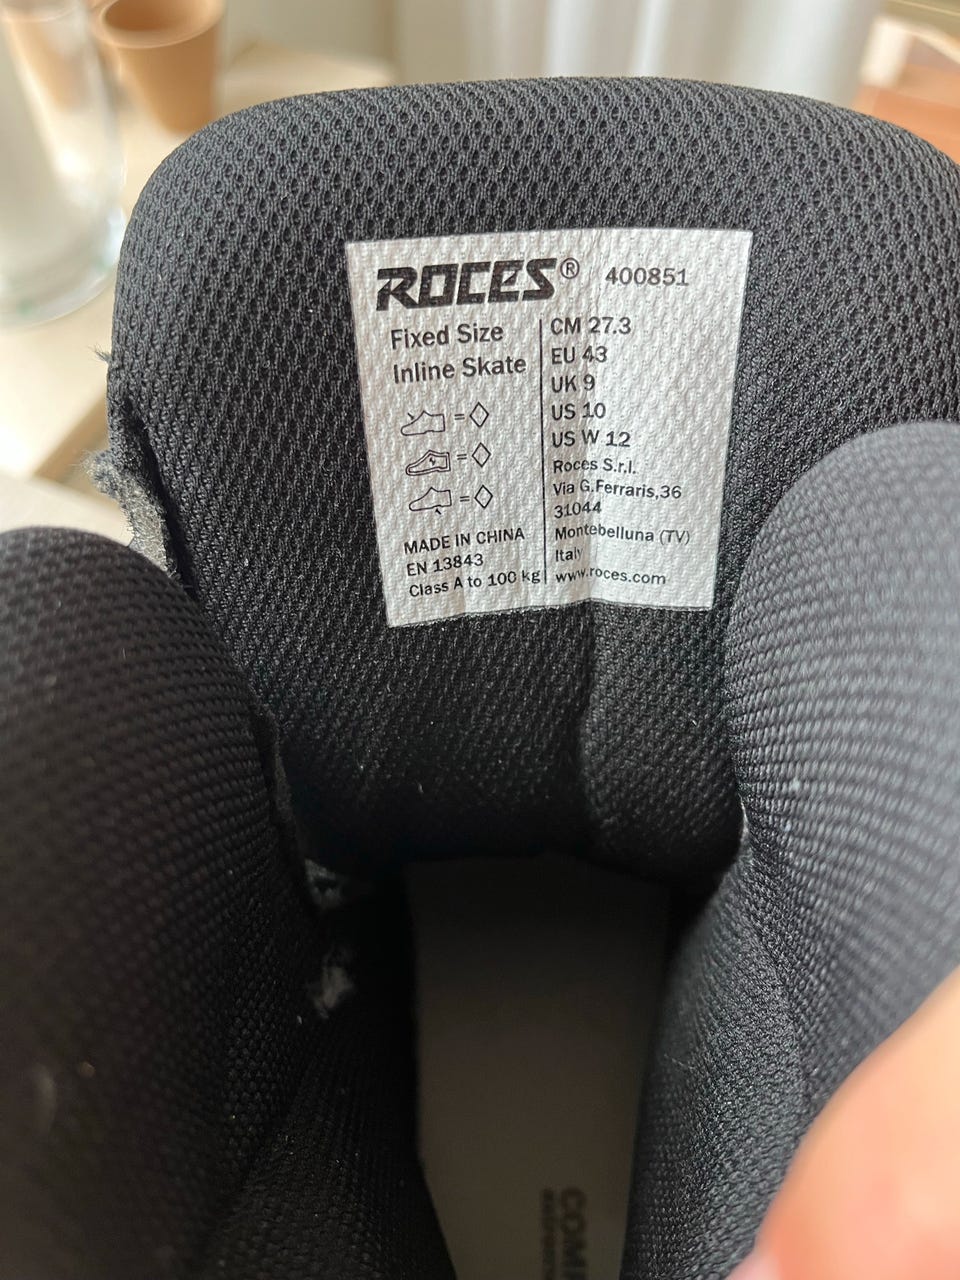 ROCES® 400851
Fixed Size
Inline Skate
CM 27.3
EU 43
UK 9
US 10
US W 12
=
=
=
MADE IN CHINA
EN 13843
Class A to 100 kg
Roces S.r.l.
Via G.Ferraris,36
31044
Montebelluna (TV)
Italy
www.roces.com